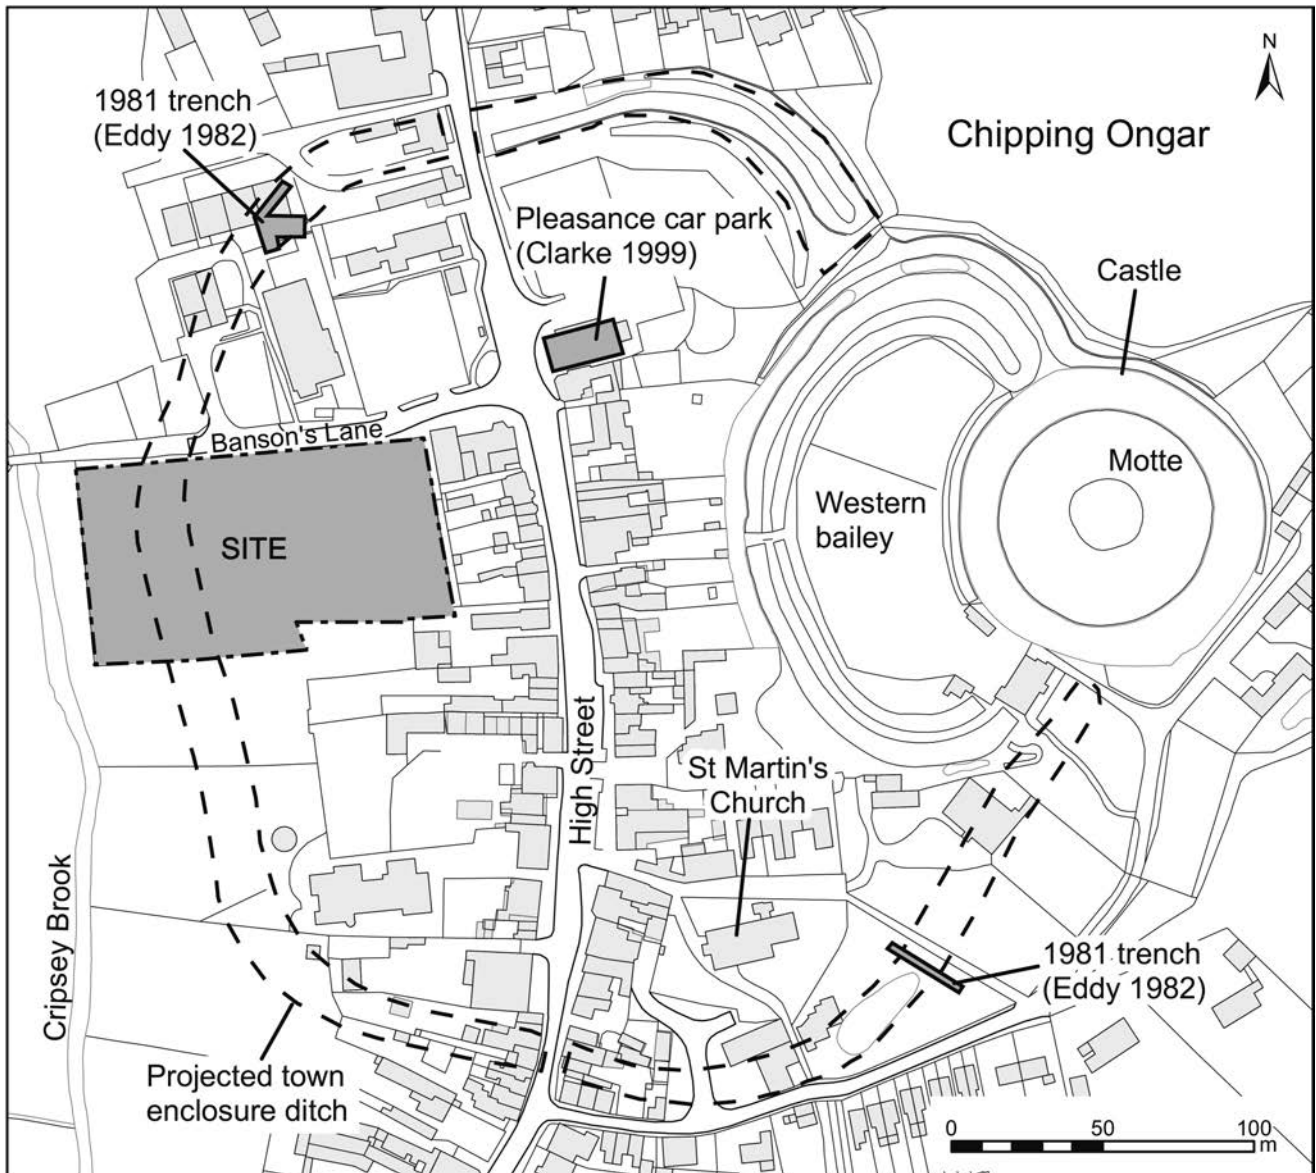 N
1981 trench
(Eddy 1982)
Chipping Ongar
Pleasance car park
(Clarke 1999)
Castle
Banson's Lane
Motte
Western
bailey
SITE
High Street
St Martin's
Church
Cripsey Brook
1981 trench
(Eddy 1982)
Projected town
enclosure ditch
0 50 100
m